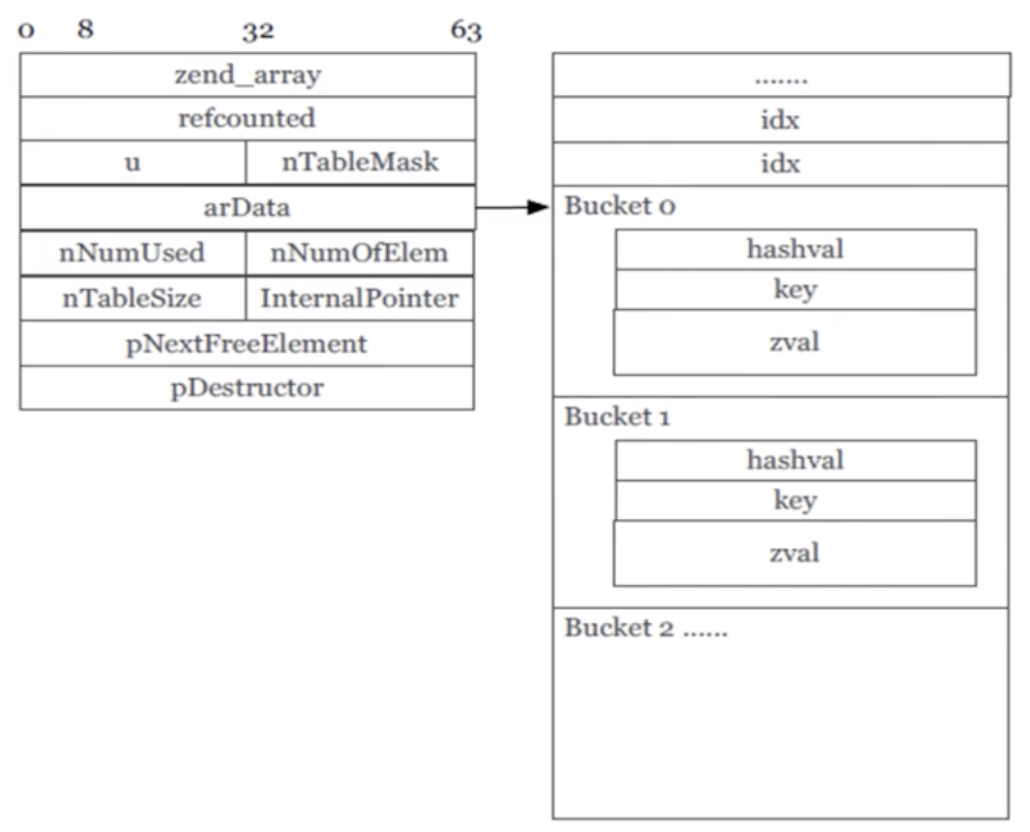 0 8 32 63
zend_array
refcounted
u nTableMask
arData
nNumUsed nNumOfElem
nTableSize InternalPointer
pNextFreeElement
pDestructor
.......
idx
idx
Bucket 0
hashval
key
zval
Bucket 1
hashval
key
zval
Bucket 2 ......